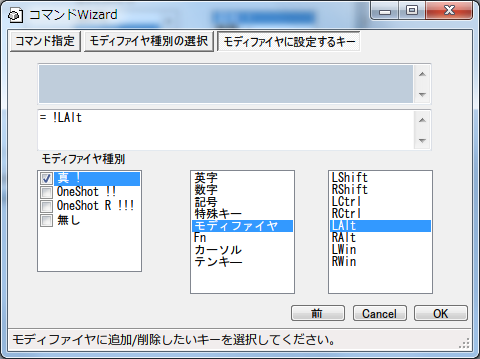 コマンドWizard
コマンド指定 モディファイヤ種別の選択 モディファイヤに設定するキー
= !LAlt
モディファイヤ種別
真 !
OneShot !!
OneShot R !!!
無し
英字
数字
記号
特殊キー
モディファイヤ
Fn
カーソル
テンキー
LShift
RShift
LCtrl
RCtrl
LAlt
RAlt
LWin
RWin
前 Cancel OK
モディファイヤに追加/削除したいキーを選択してください。